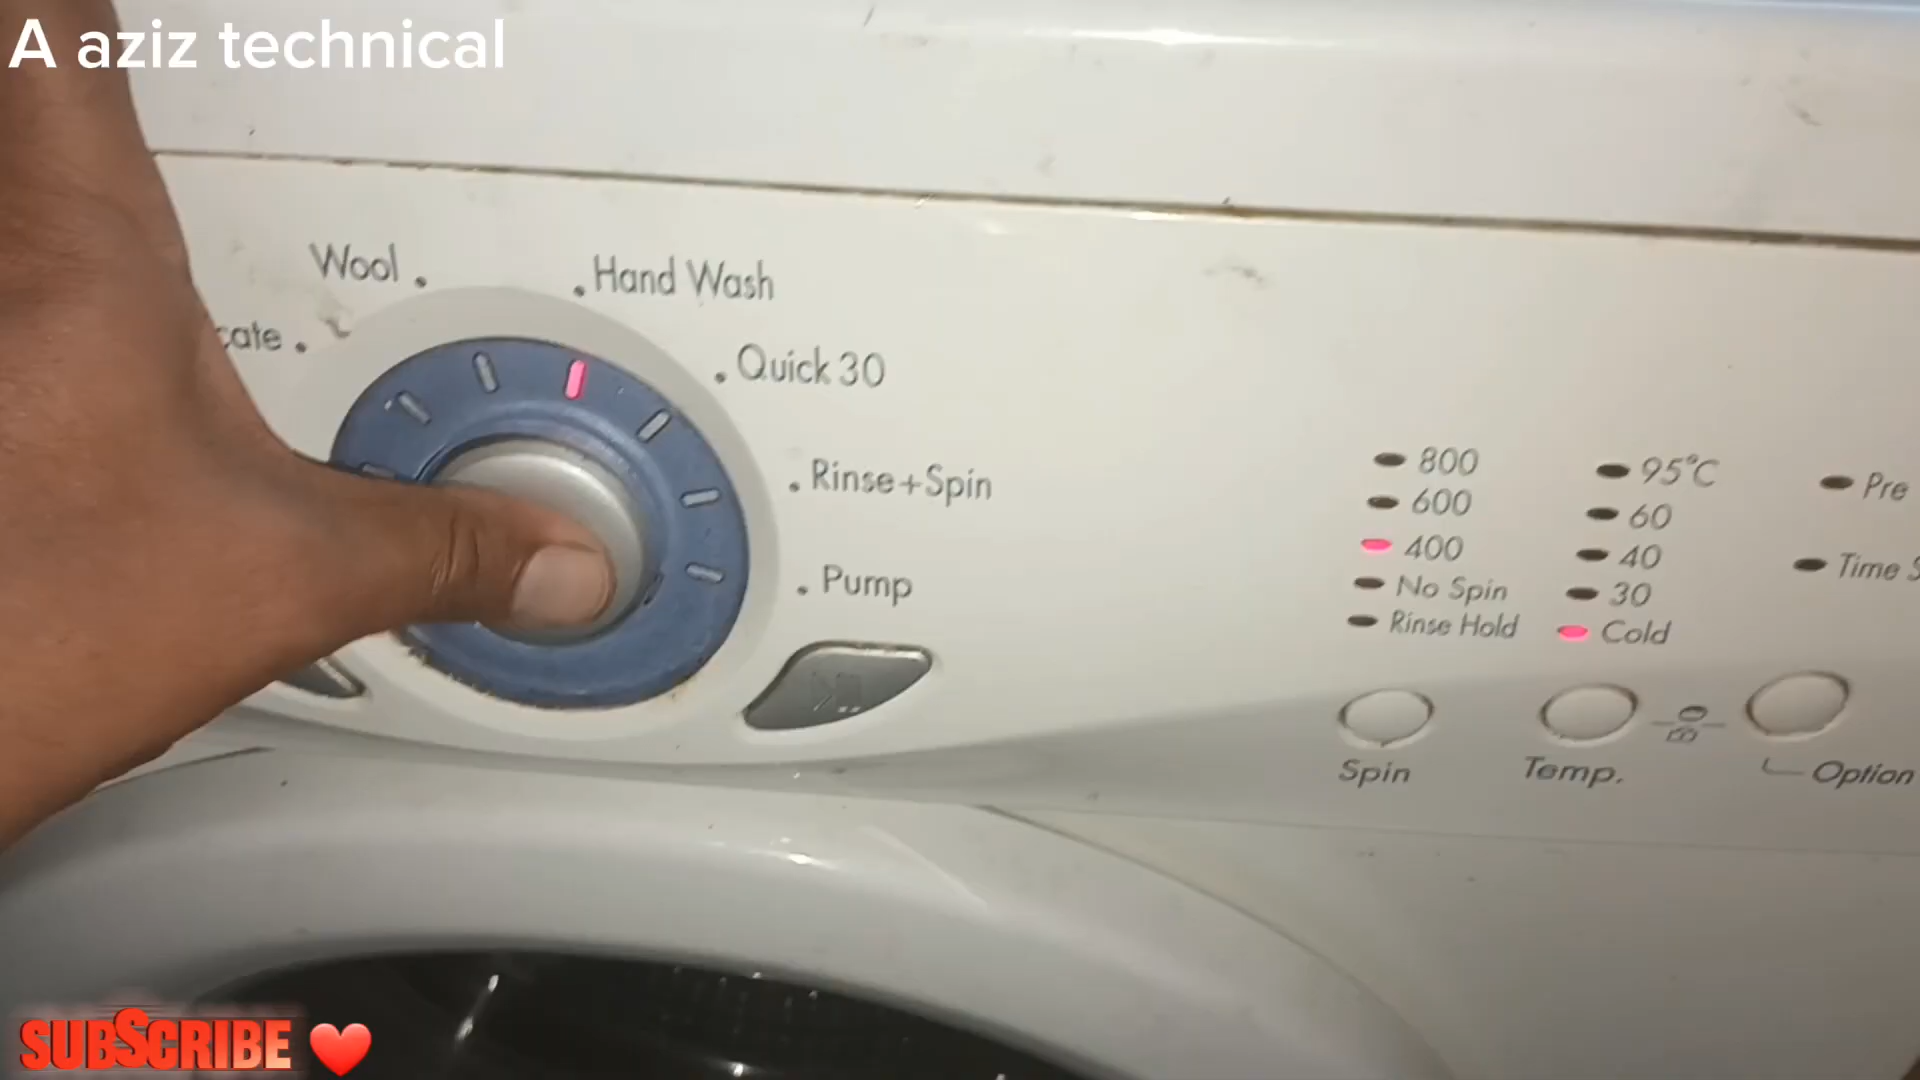 A aziz technical
Wool
Hand Wash
cate
Quick 30
Rinse+Spin
Pump
800
600
400
No Spin
Rinse Hold
95°C
60
40
30
Cold
Pre
Time S
Spin
Temp.
Option
SUBSCRIBE